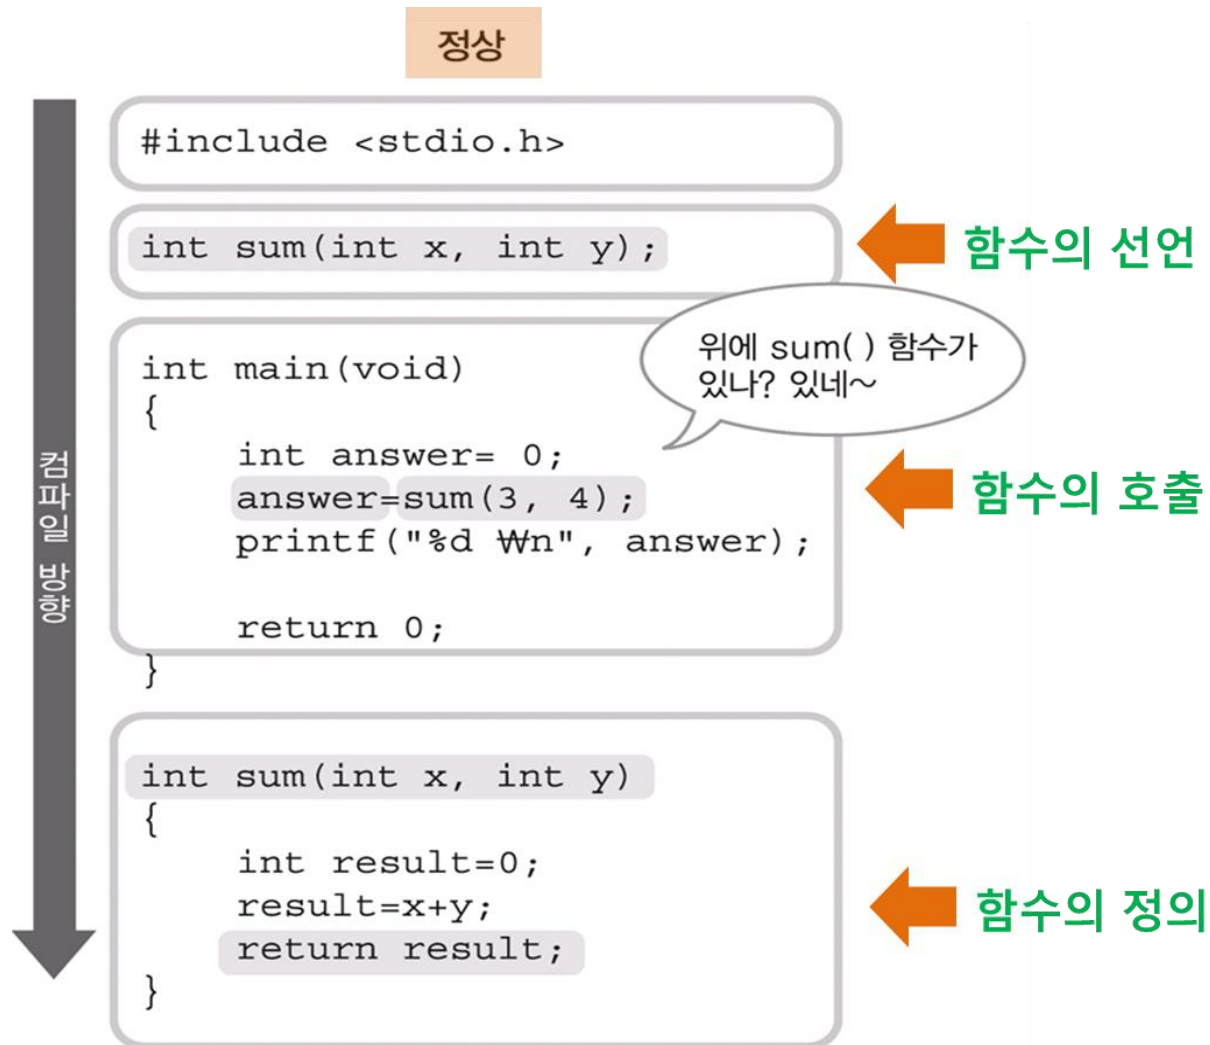 정상
컴파일 방향
#include <stdio.h>
int sum(int x, int y);
함수의 선언
위에 sum( ) 함수가
있나? 있네~
int main(void)
{
int answer= 0;
answer=sum(3, 4);
함수의 호출
printf("%d ₩n", answer);
return 0;
}
int sum(int x, int y)
{
int result=0;
result=x+y;
함수의 정의
return result;
}